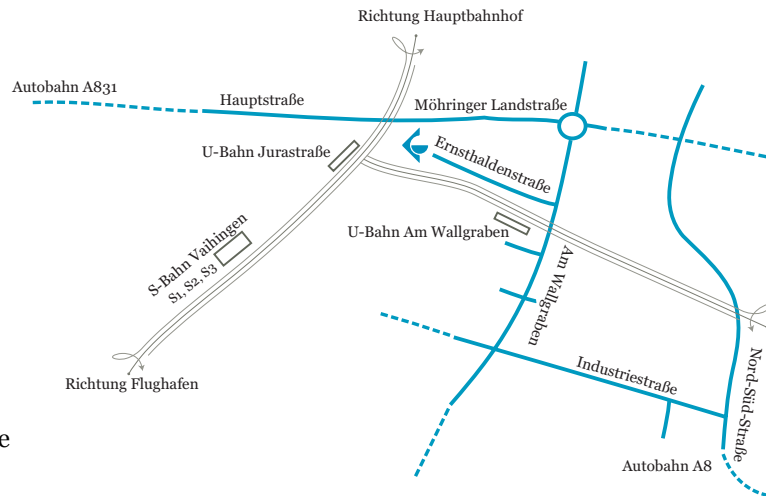 Richtung Hauptbahnhof
Autobahn A831
Hauptstraße
Möhringer Landstraße
U-Bahn Jurastraße
Ernsthaldenstraße
U-Bahn Am Wallgraben
S-Bahn Vaihingen
S1, S2, S3
Am Wallgraben
Richtung Flughafen
Industriestraße
Nord-Süd-Straße
e
Autobahn A8